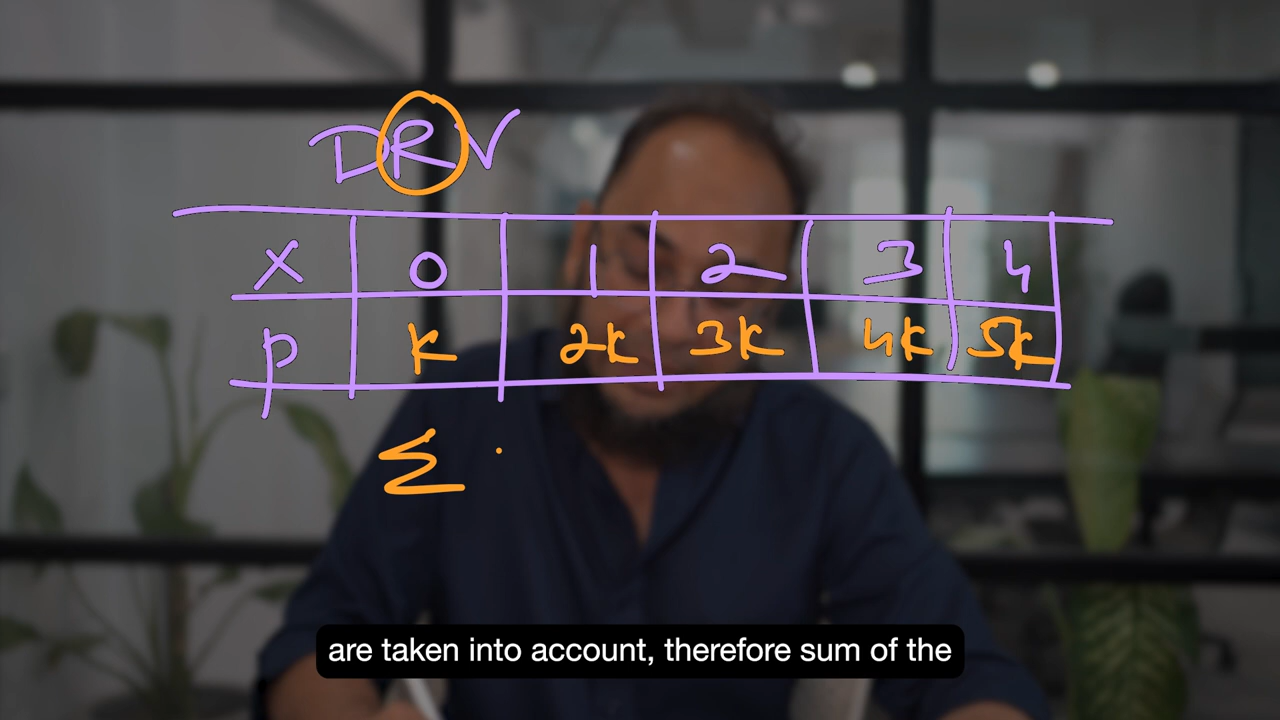 DRV
X 0 1 2 3 4
P K 2K 3K 4K 5K
Σ
are taken into account, therefore sum of the